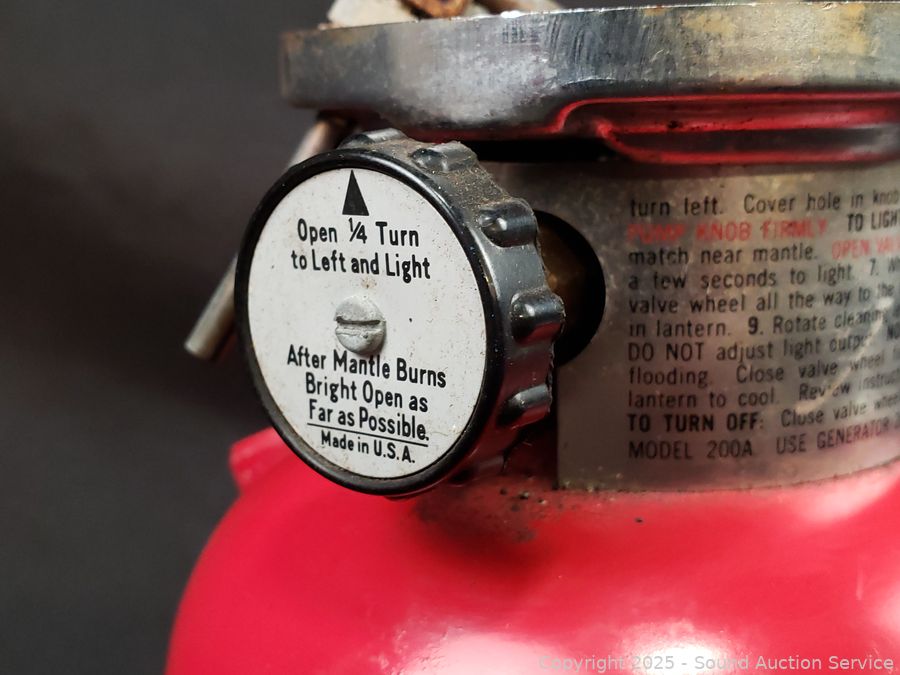 Open ¼ Turn
to Left and Light
After Mantle Burns
Bright Open as
Far as Possible.
Made in U.S.A.
turn left. Cover hole in knob
PUMP KNOB FIRMLY. TO LIGHT
match near mantle. OPEN
a few seconds to light. 7.
valve wheel all the way to the
in lantern. 9. Rotate cleaning
DO NOT adjust light output
flooding. Close valve wheel
lantern to cool. Review
TO TURN OFF: Close valve wheel
MODEL 200A USE GENERATOR
Copyright 2025 - Sound Auction Service